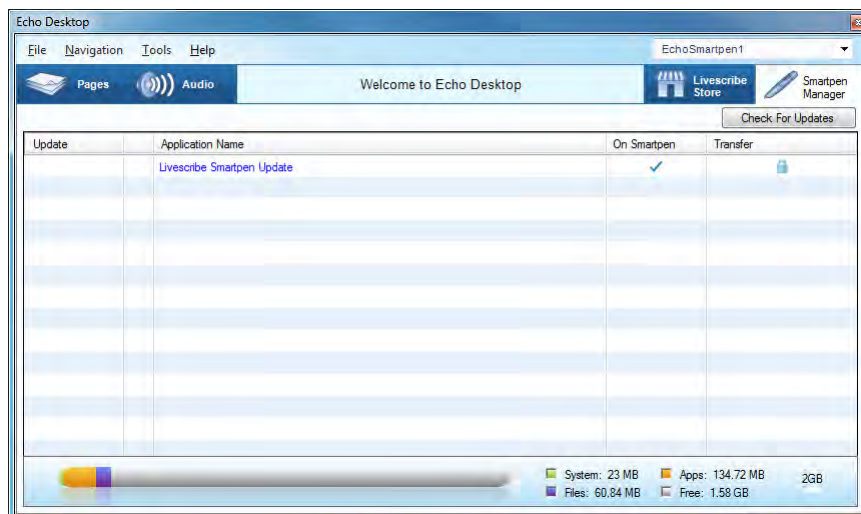 Echo Desktop
File Navigation Tools Help EchoSmartpen1
Pages Audio Welcome to Echo Desktop Livescribe Store Smartpen Manager
Check For Updates
Update Application Name On Smartpen Transfer
Livescribe Smartpen Update
System: 23 MB Apps: 134.72 MB 2GB
Files: 60.84 MB Free: 1.58 GB